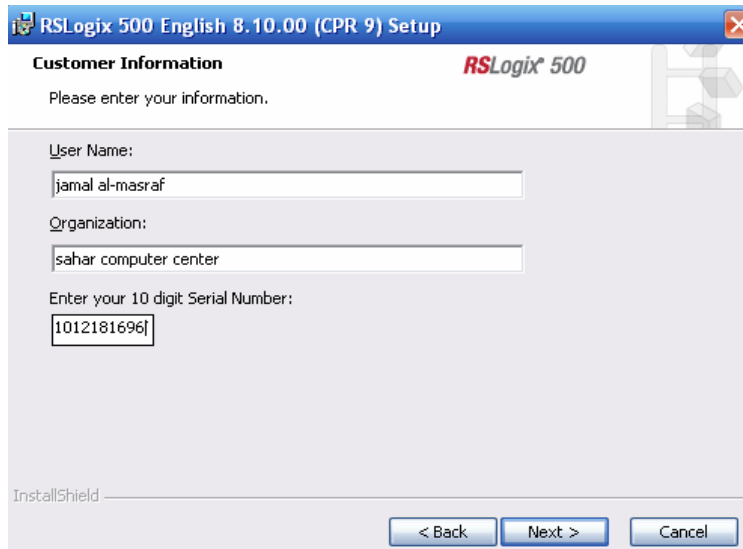 RSLogix 500 English 8.10.00 (CPR 9) Setup
Customer Information
RSLogix® 500
Please enter your information.
User Name:
jamal al-masraf
Organization:
sahar computer center
Enter your 10 digit Serial Number:
1012181696
InstallShield
< Back Next > Cancel